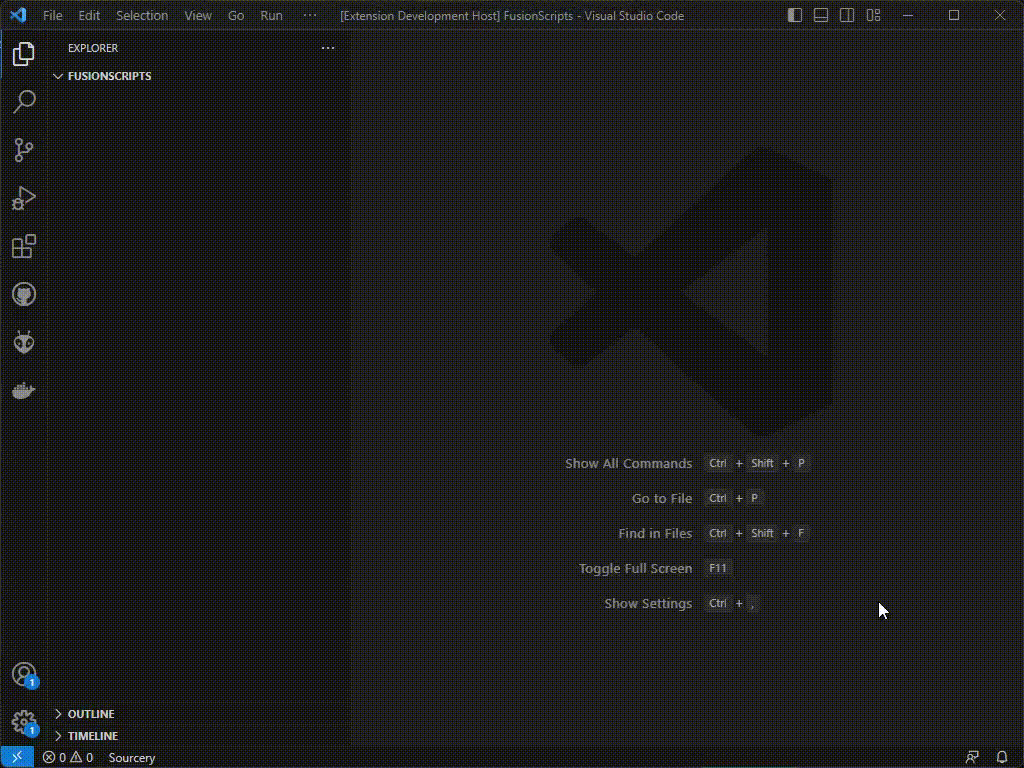 File Edit Selection View Go Run ··· [Extension Development Host] FusionScripts - Visual Studio Code
EXPLORER ···
FUSIONSCRIPTS
Show All Commands Ctrl + Shift + P
Go to File Ctrl + P
Find in Files Ctrl + Shift + F
Toggle Full Screen F11
Show Settings Ctrl + ,
1
OUTLINE
1
TIMELINE
0 0 Sourcery